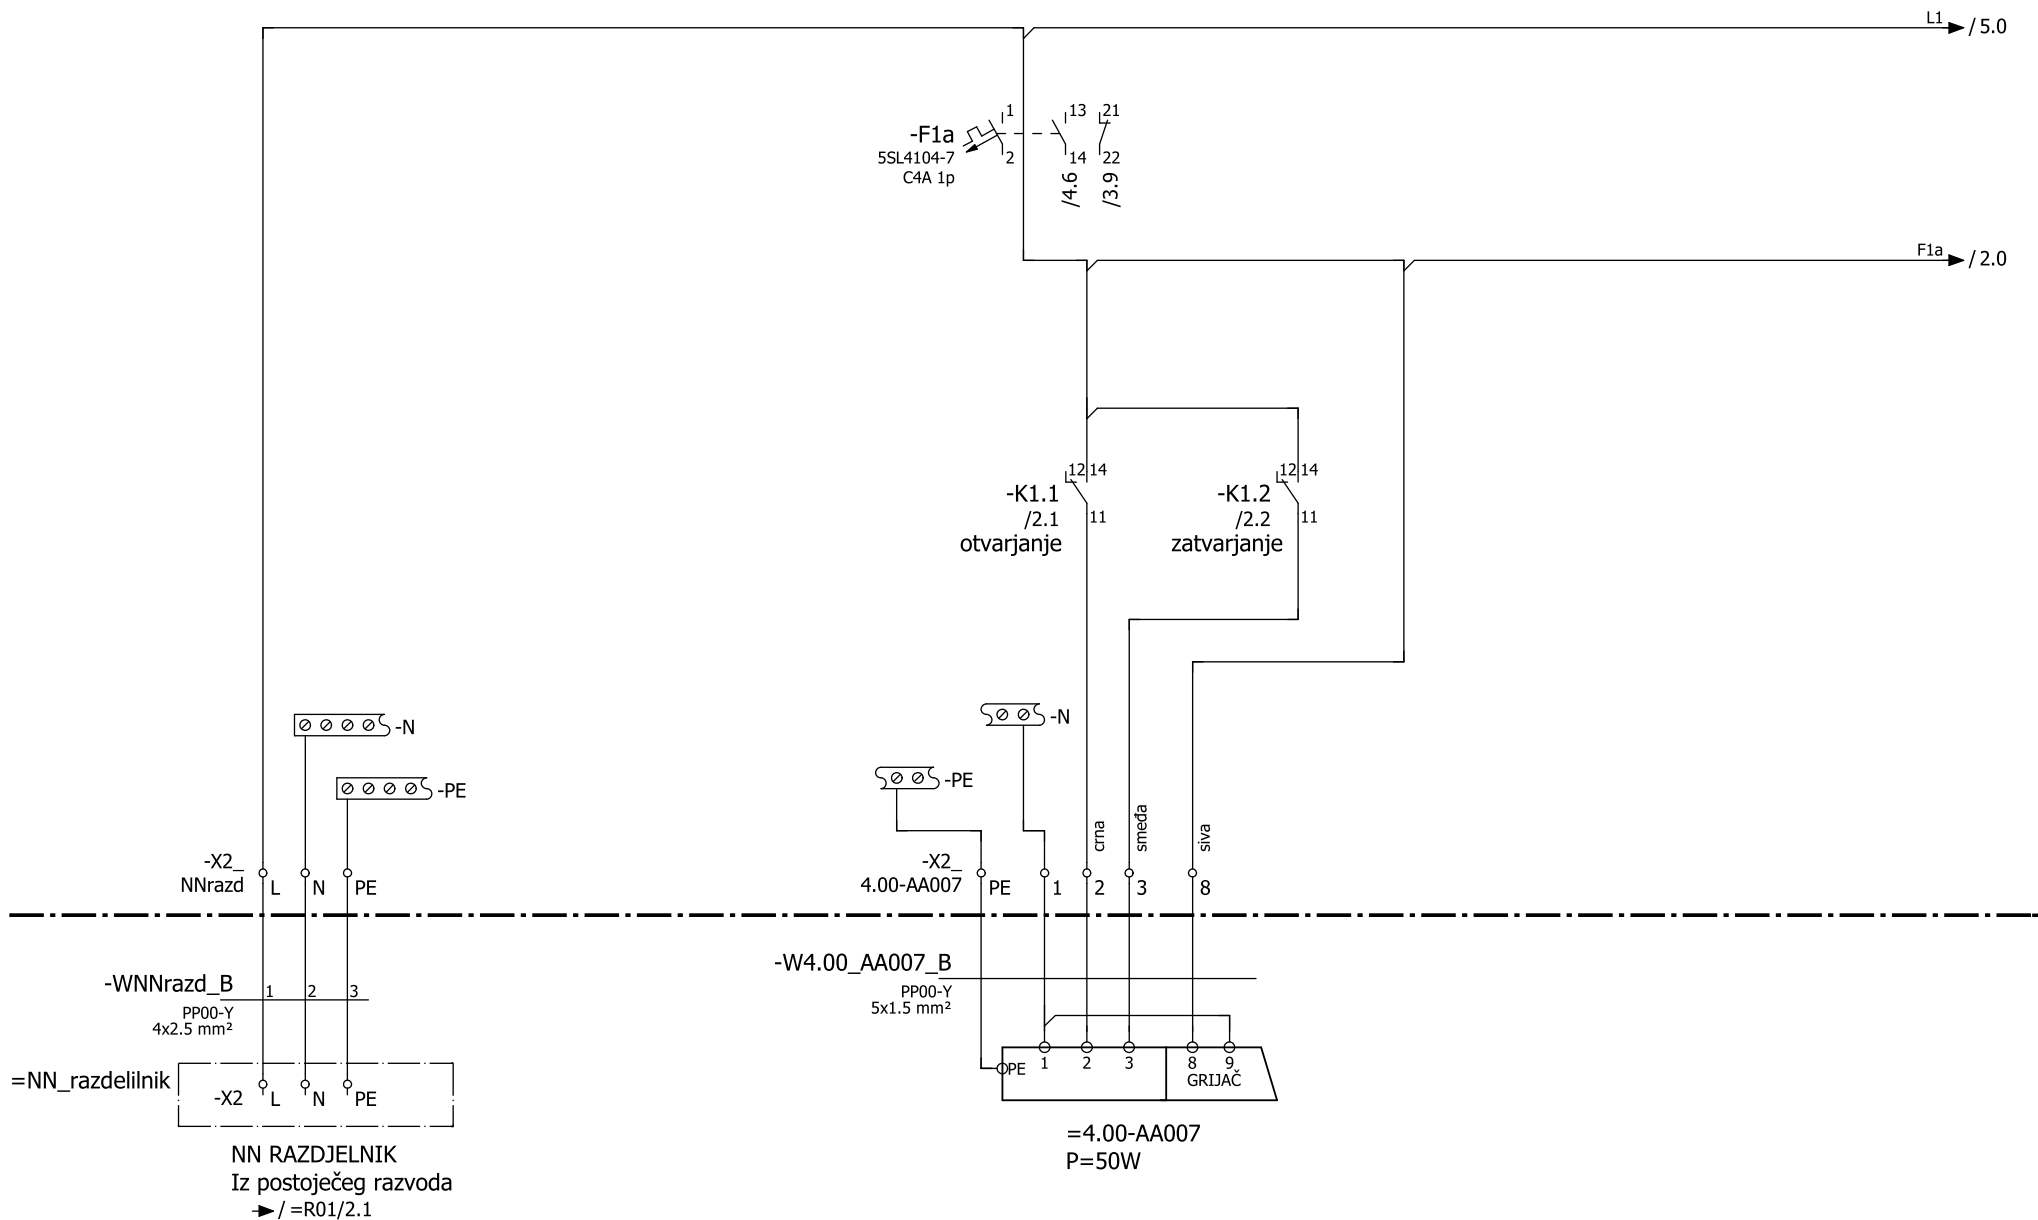 L1
/ 5.0
1
13
21
-F1a
5SL4104-7
C4A 1p
2
14
22
/4.6
/3.9
F1a
/ 2.0
12 14
-K1.1
/2.1
11
otvarjanje
12 14
-K1.2
/2.2
11
zatvarjanje
-N
-PE
-N
-PE
crna
smeđa
siva
-X2_
NNrazd
L
N
PE
-X2_
4.00-AA007
PE
1
2
3
8
-WNNrazd_B
1
2
3
PP00-Y
4x2.5 mm²
-W4.00_AA007_B
PP00-Y
5x1.5 mm²
=NN_razdelilnik
-X2
L
N
PE
PE
1
2
3
8
9
GRIJAČ
NN RAZDJELNIK
Iz postoječeg razvoda
/ =R01/2.1
=4.00-AA007
P=50W